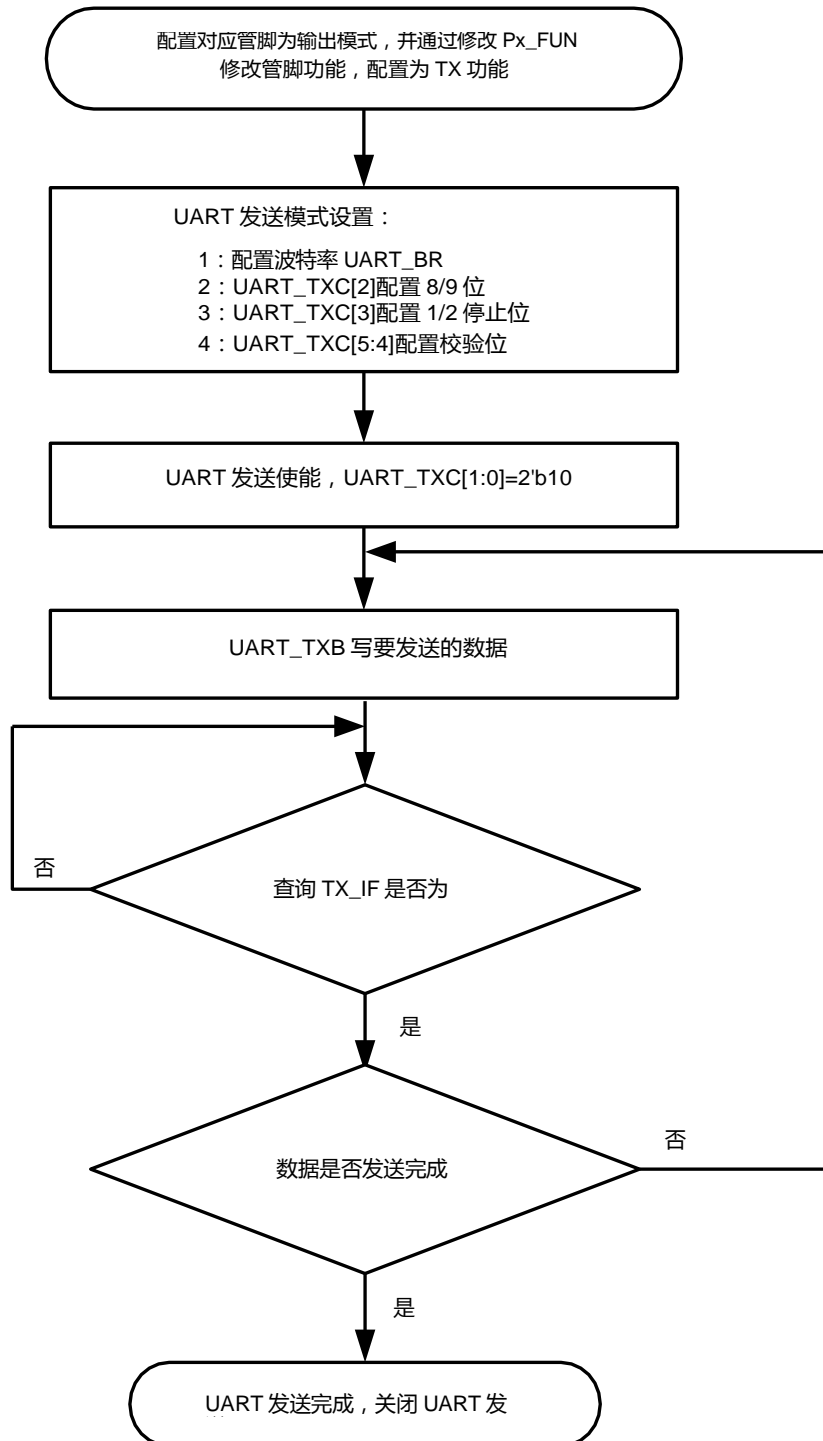 配置对应管脚为输出模式，并通过修改 Px_FUN
修改管脚功能，配置为 TX 功能
UART 发送模式设置：
1：配置波特率 UART_BR
2：UART_TXC[2]配置 8/9 位
3：UART_TXC[3]配置 1/2 停止位
4：UART_TXC[5:4]配置校验位
UART 发送使能，UART_TXC[1:0]=2'b10
UART_TXB 写要发送的数据
否
查询 TX_IF 是否为
是
否
数据是否发送完成
是
UART 发送完成，关闭 UART 发